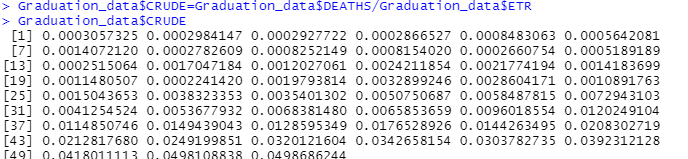 > Graduation_data$CRUDE=Graduation_data$DEATHS/Graduation_data$ETR
> Graduation_data$CRUDE
[1] 0.0003057325 0.0002984147 0.0002927722 0.0002866527 0.0008483063 0.0005642081
[7] 0.0014072120 0.0002782609 0.0008252149 0.0008154020 0.0002660754 0.0005189189
[13] 0.0002515064 0.0017047184 0.0012027061 0.0024211854 0.0021774194 0.0014183699
[19] 0.0011480507 0.0002241420 0.0019793814 0.0032899246 0.0028604171 0.0010891763
[25] 0.0015043653 0.0038323353 0.0035401302 0.0050750687 0.0058487815 0.0072943103
[31] 0.0041254524 0.0053677932 0.0068381480 0.0065853659 0.0096018554 0.0120249104
[37] 0.0114850746 0.0149439043 0.0128595349 0.0176528926 0.0144263495 0.0208302719
[43] 0.0212817680 0.0249199851 0.0320121604 0.0342658154 0.0303782735 0.0392312128
[49] 0.0418011113 0.0498108838 0.0498686244